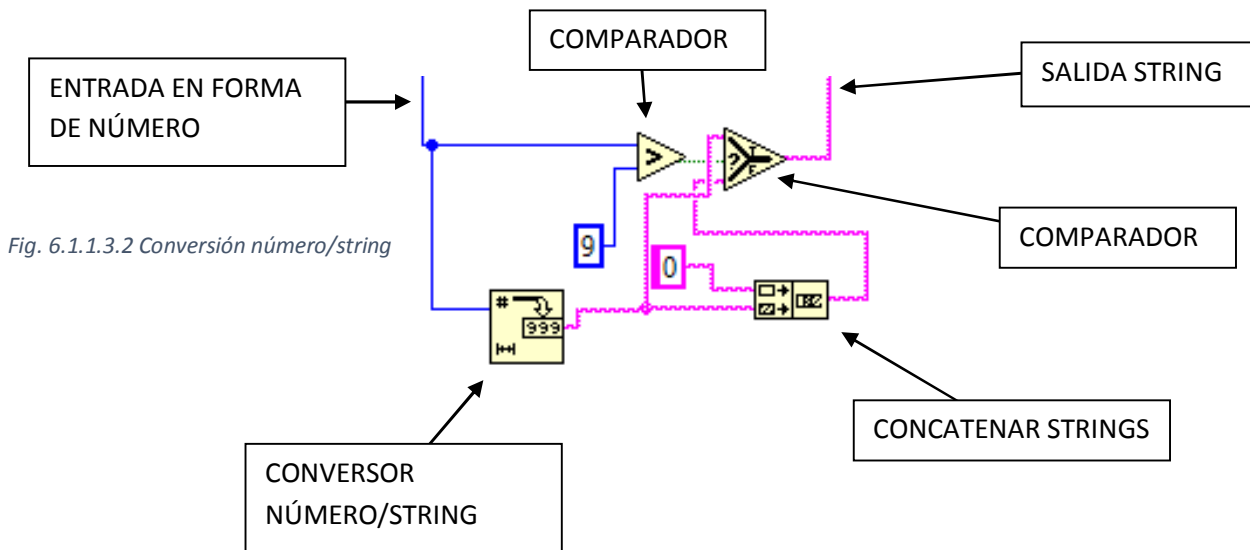 COMPARADOR
ENTRADA EN FORMA
DE NÚMERO
SALIDA STRING
>
?
T
F
9
0
Fig. 6.1.1.3.2 Conversión número/string
COMPARADOR
#
999
CONCATENAR STRINGS
CONVERSOR
NÚMERO/STRING